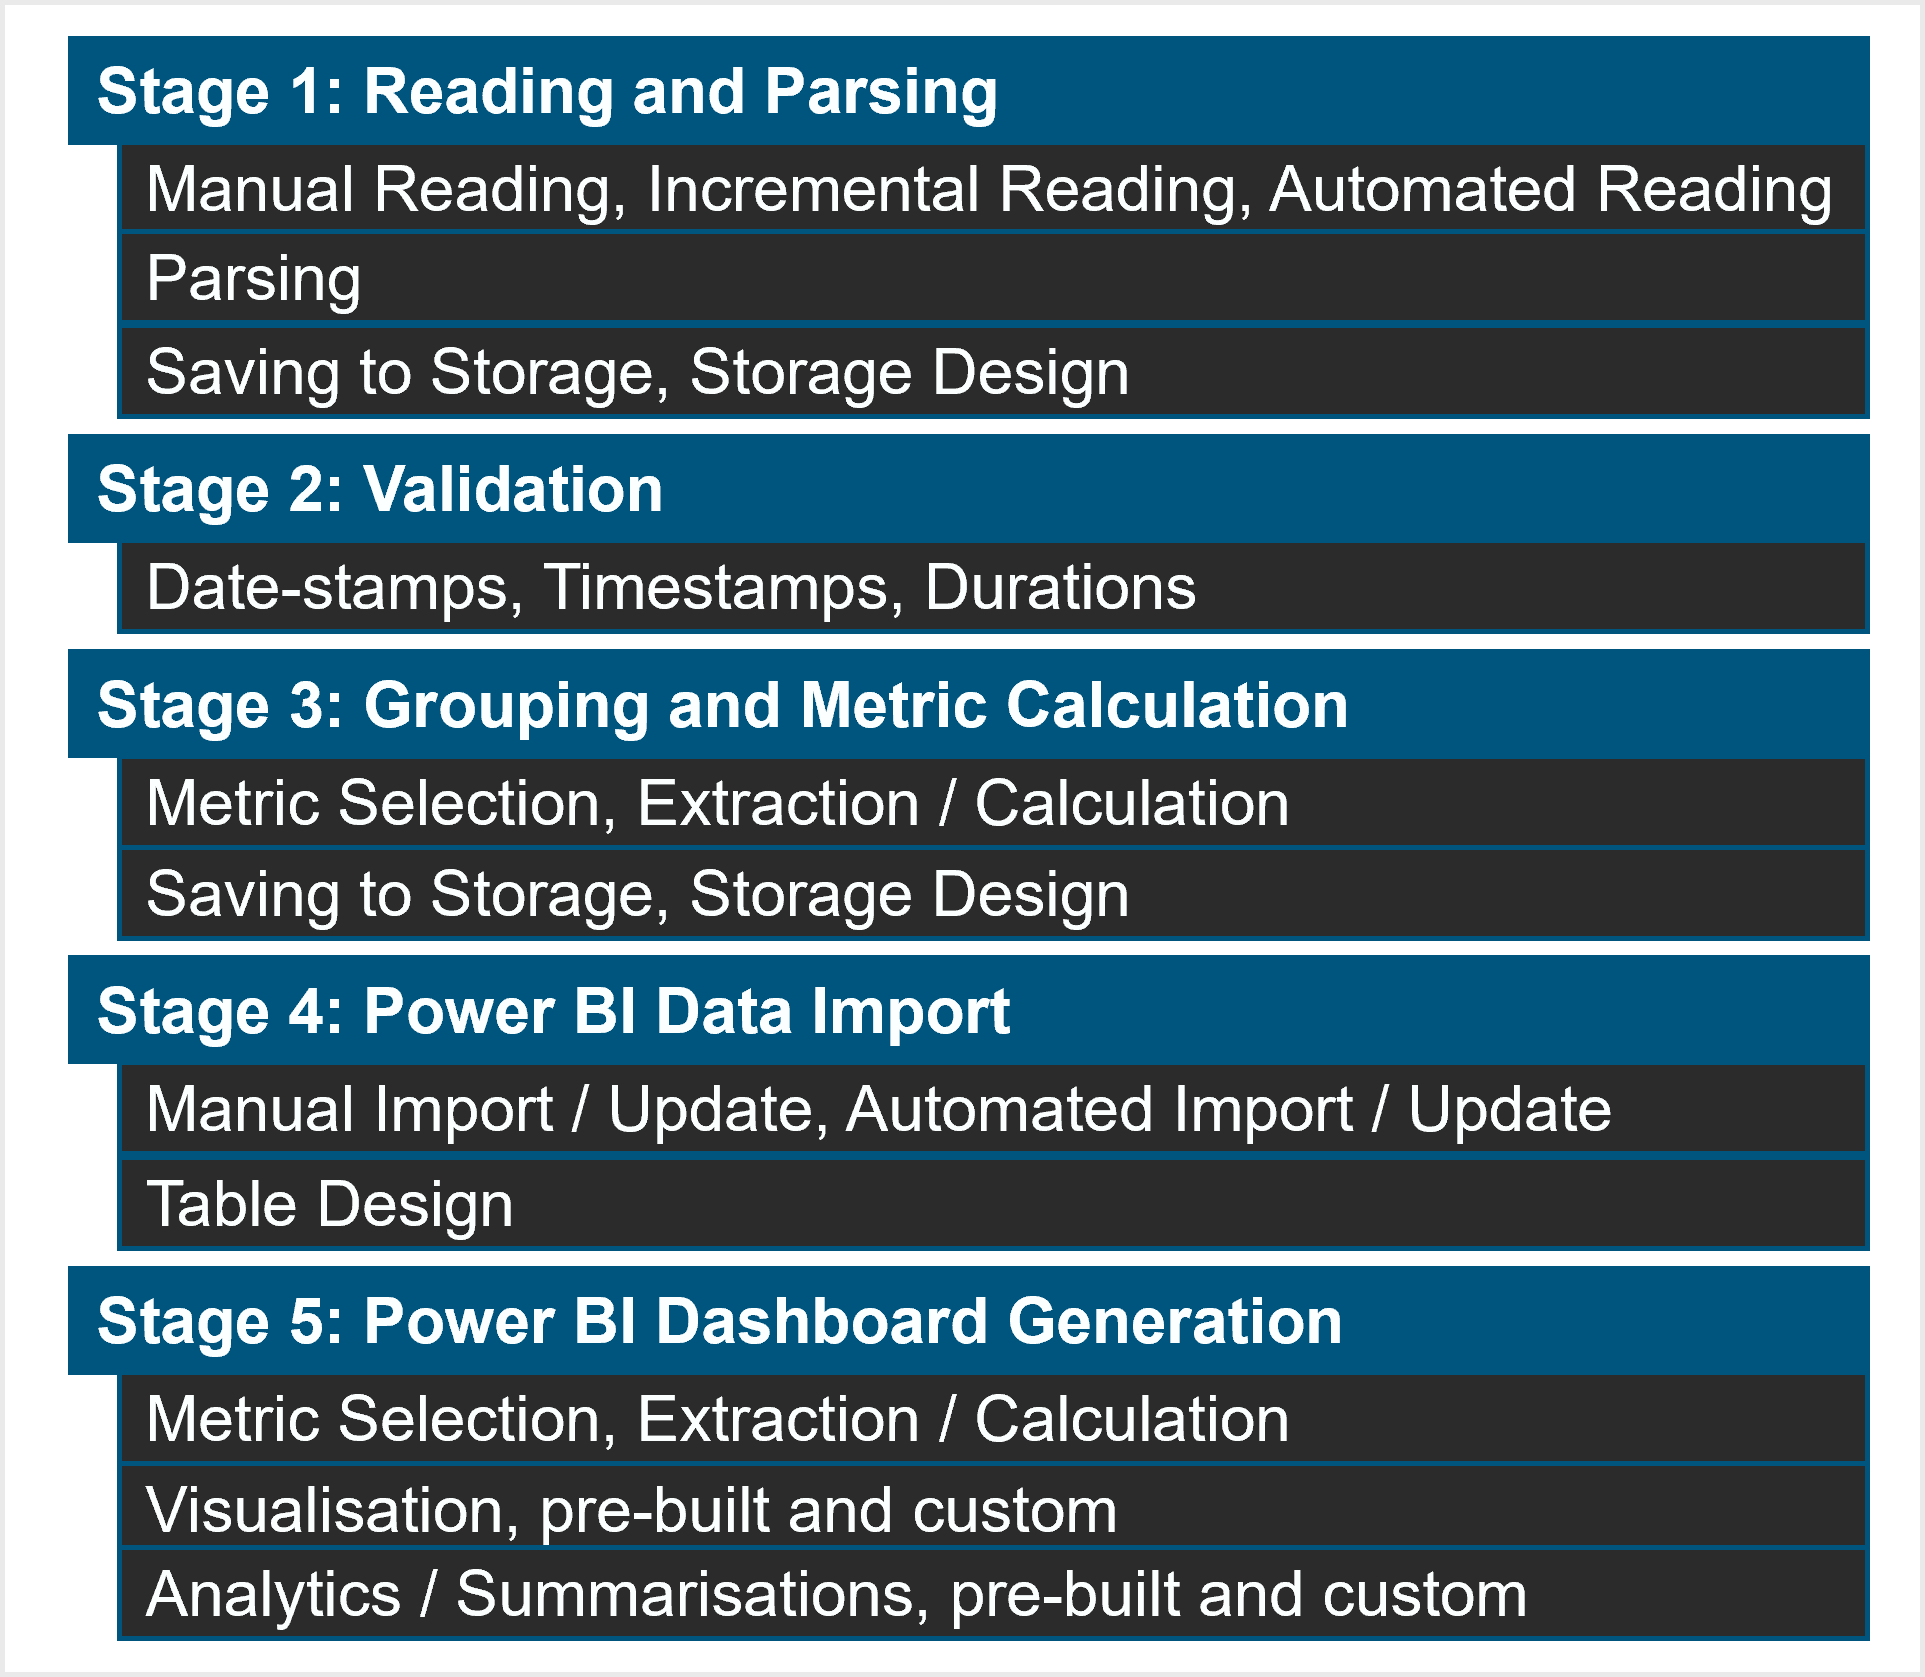 Stage 1: Reading and Parsing
Manual Reading, Incremental Reading, Automated Reading
Parsing
Saving to Storage, Storage Design
Stage 2: Validation
Date-stamps, Timestamps, Durations
Stage 3: Grouping and Metric Calculation
Metric Selection, Extraction / Calculation
Saving to Storage, Storage Design
Stage 4: Power BI Data Import
Manual Import / Update, Automated Import / Update
Table Design
Stage 5: Power BI Dashboard Generation
Metric Selection, Extraction / Calculation
Visualisation, pre-built and custom
Analytics / Summarisations, pre-built and custom